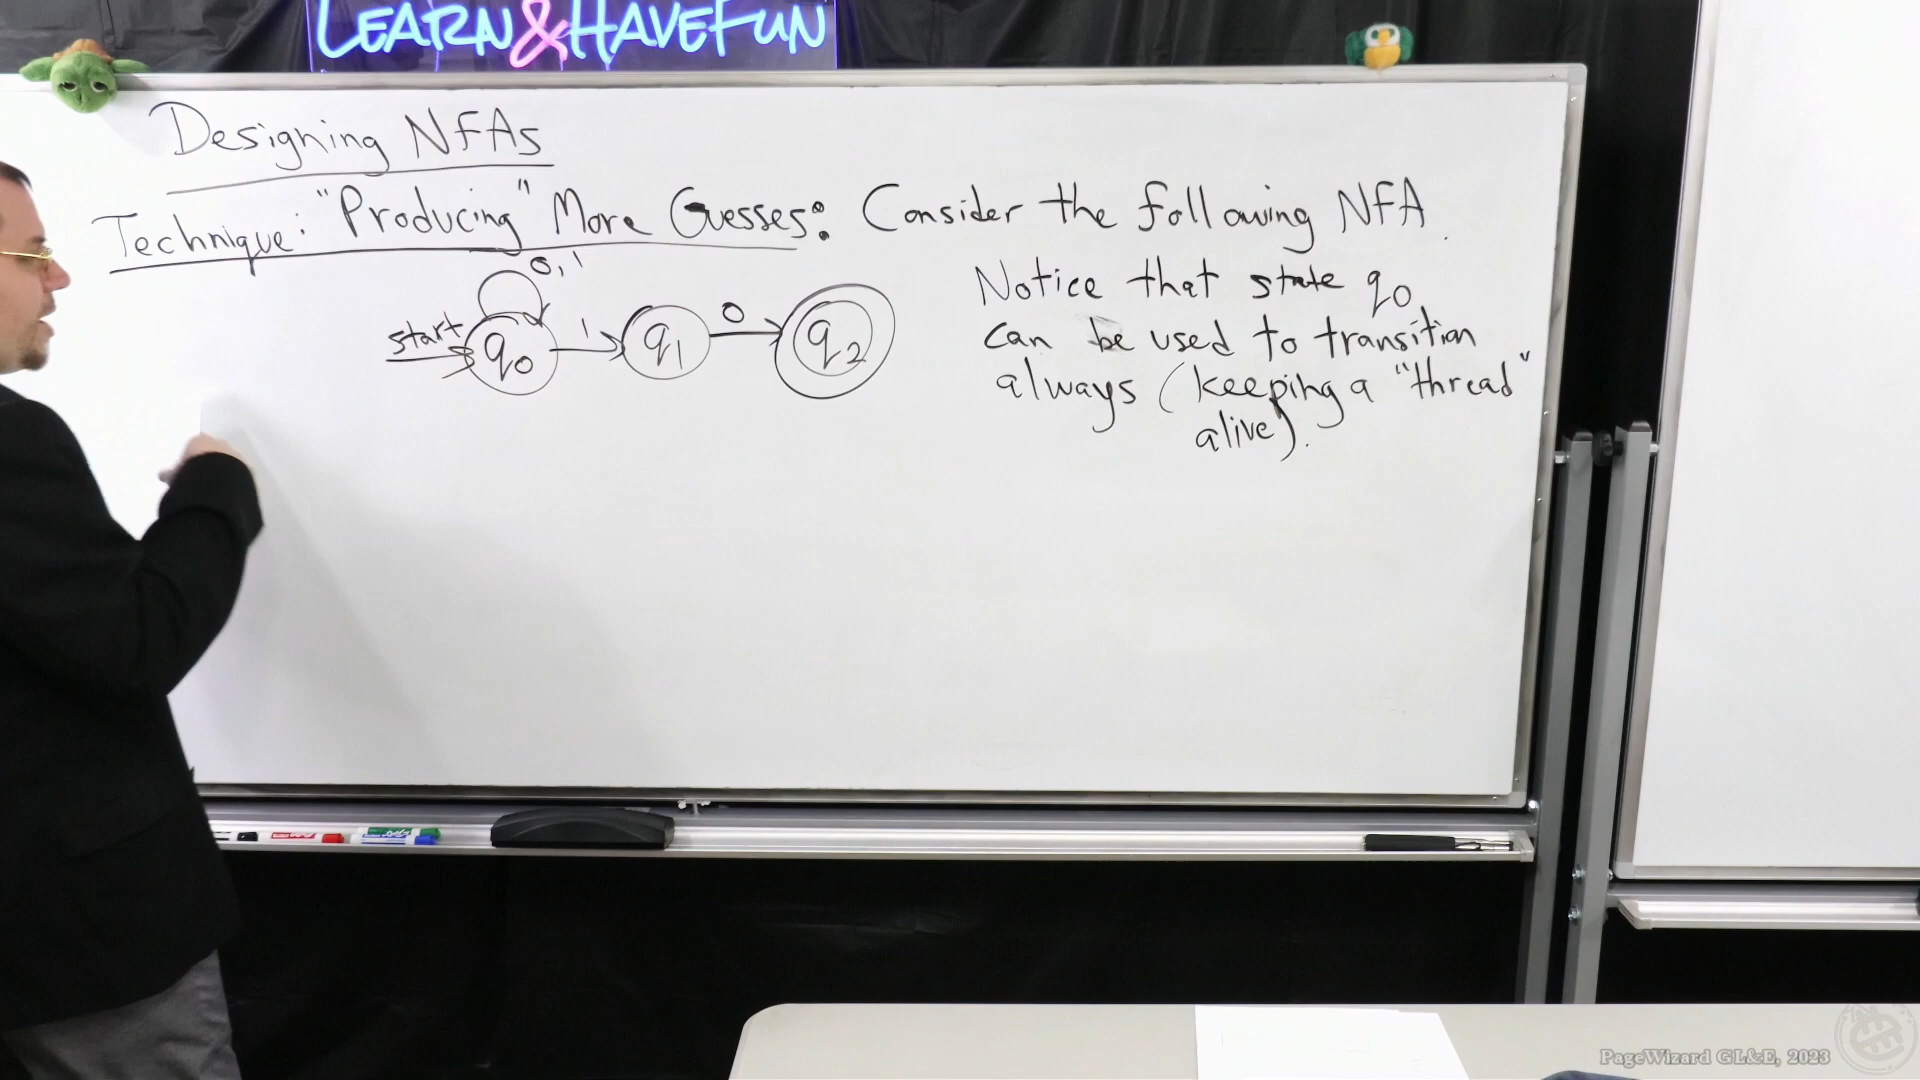 LEARN&HAVEFUN
Designing NFAs
Technique: "Producing" More Guesses: Consider the following NFA.
0,1
start q0 1 q1 0 q2
Notice that state q0
can be used to transition
always (keeping a "thread"
alive).
PageWizard GL&E, 2023